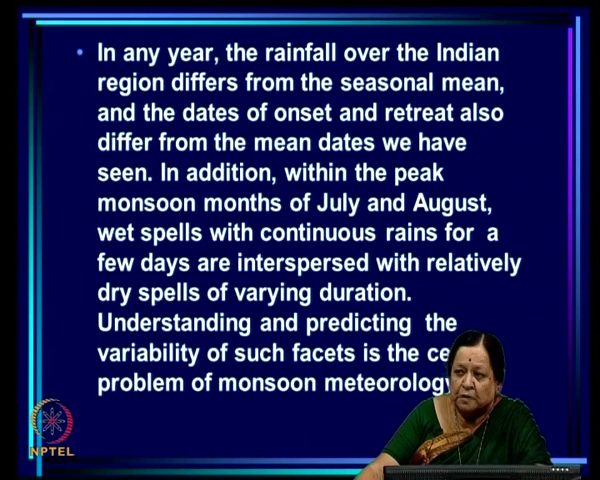 • In any year, the rainfall over the Indian
region differs from the seasonal mean,
and the dates of onset and retreat also
differ from the mean dates we have
seen. In addition, within the peak
monsoon months of July and August,
wet spells with continuous rains for a
few days are interspersed with relatively
dry spells of varying duration.
Understanding and predicting the
variability of such facets is the
problem of monsoon meteorology
NPTEL